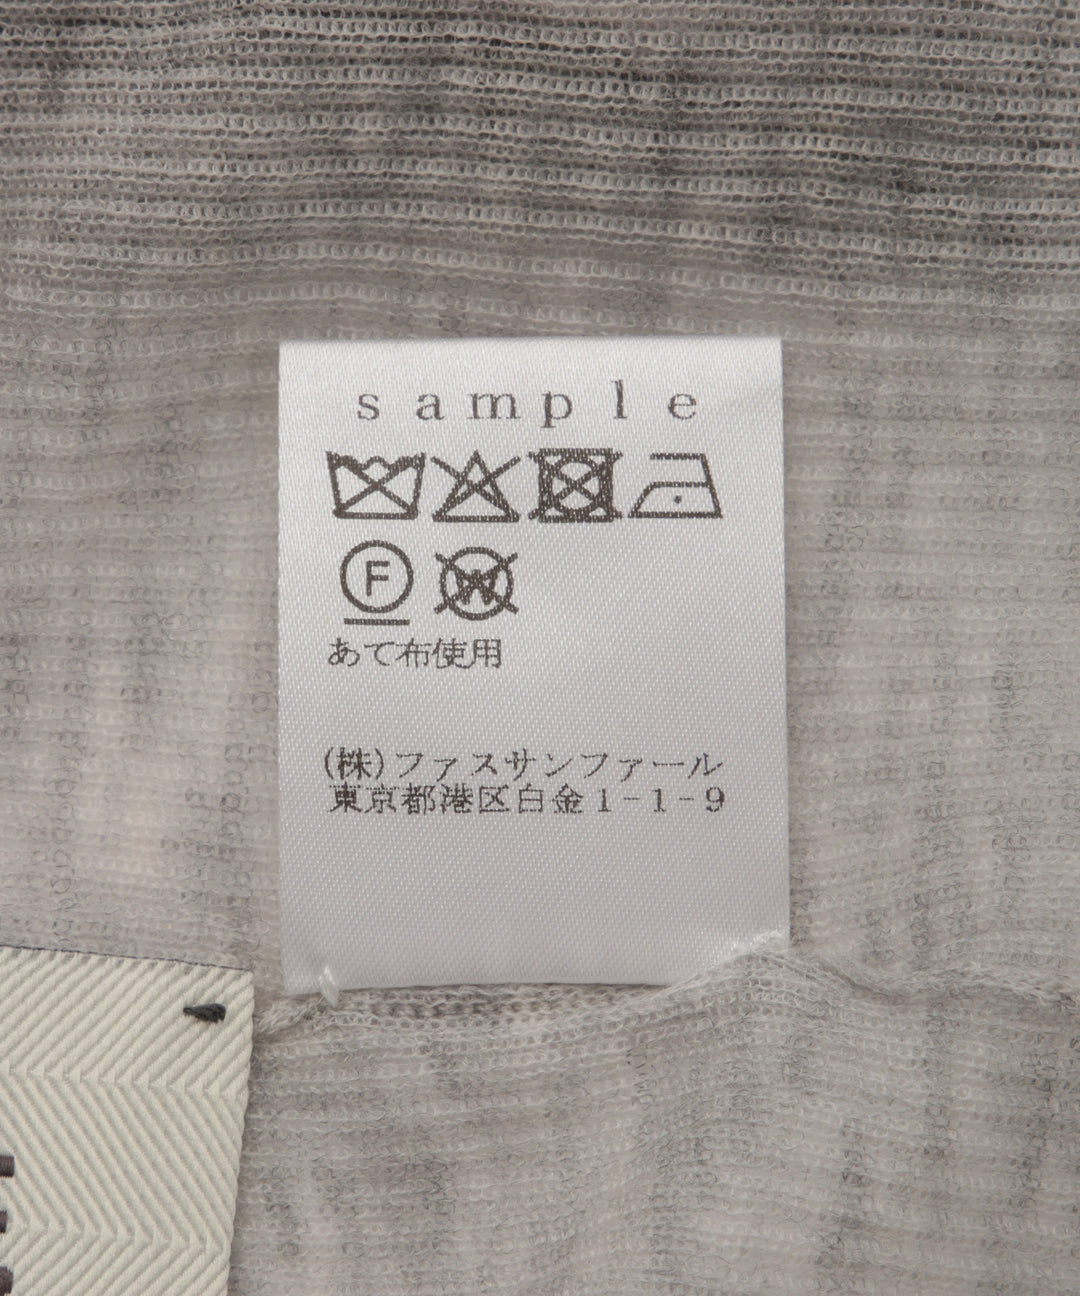 sample
F W
あて布使用
(株)ファスサンファール
東京都港区白金1-1-9